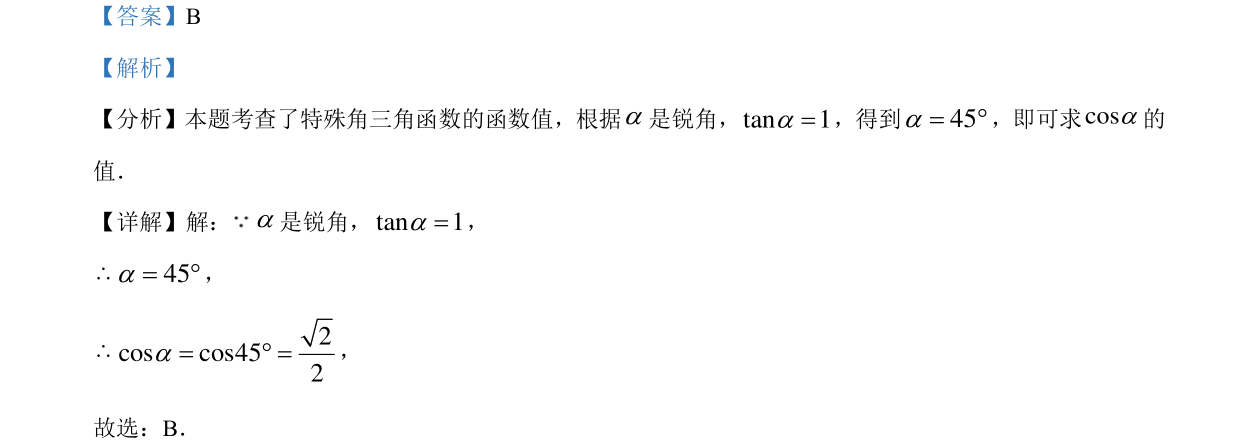 【答案】B
【解析】
【分析】本题考查了特殊角三角函数的函数值，根据α是锐角，tanα=1，得到α=45°，即可求cosα的
值．
【详解】解：∵α是锐角，tanα=1，
∴α=45°，
∴cosα=cos45°=√2/2，
故选：B．